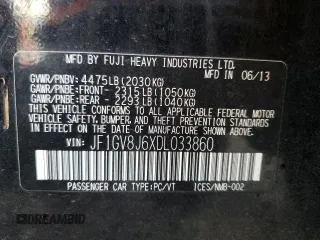 MFD BY FUJI HEAVY INDUSTRIES LTD. MFD IN 06/13
GVWR/PNBV: 4475LB(2030KG)
GAWR/PNBE:FRONT- 2315LB(1050KG)
GAWR/PNBE:REAR - 2293LB(1040KG)
THIS VEHICLE CONFORMS TO ALL APPLICABLE FEDERAL MOTOR VEHICLE SAFETY, BUMPER AND THEFT PREVENTION STANDARDS IN EFFECT ON THE DATE OF MANUFACTURE SHOWN ABOVE.
VIN: JF1GV8J6XDL033860
PASSENGER CAR VT TYPE:PC/VT ICES/NMB-002
© DREAMBID